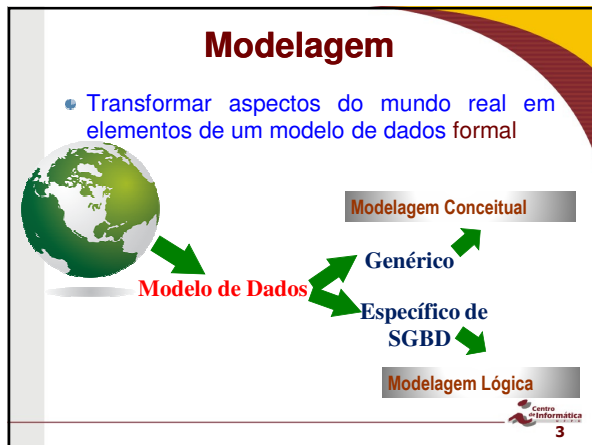 Modelagem
Transformar aspectos do mundo real em
elementos de um modelo de dados formal
Modelagem Conceitual
Genérico
Modelo de Dados
Específico de
SGBD
Modelagem Lógica
Centro
de Informática
3